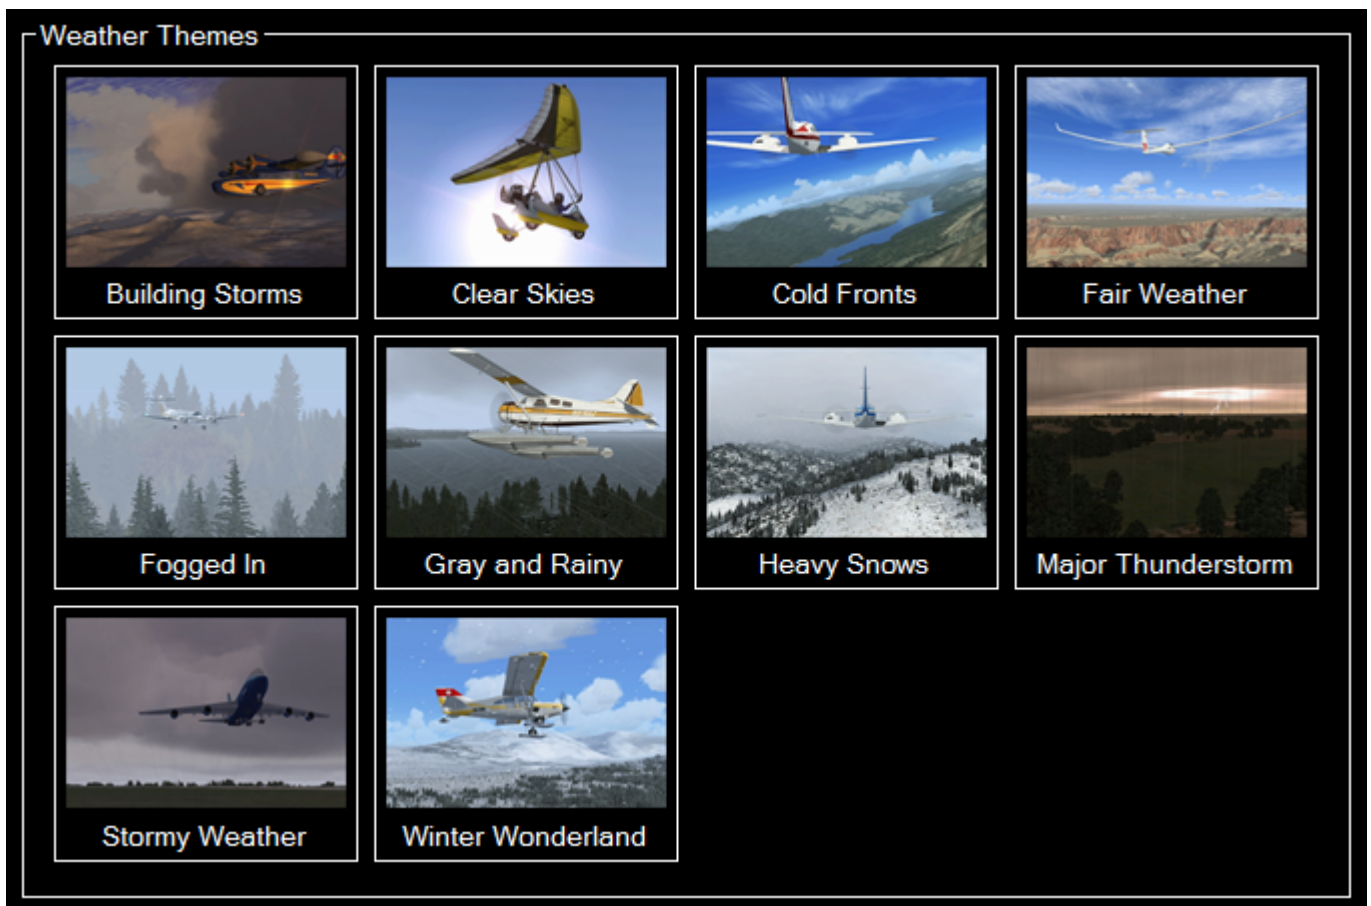 Weather Themes
Building Storms
Clear Skies
Cold Fronts
Fair Weather
Fogged In
Gray and Rainy
Heavy Snows
Major Thunderstorm
Stormy Weather
Winter Wonderland